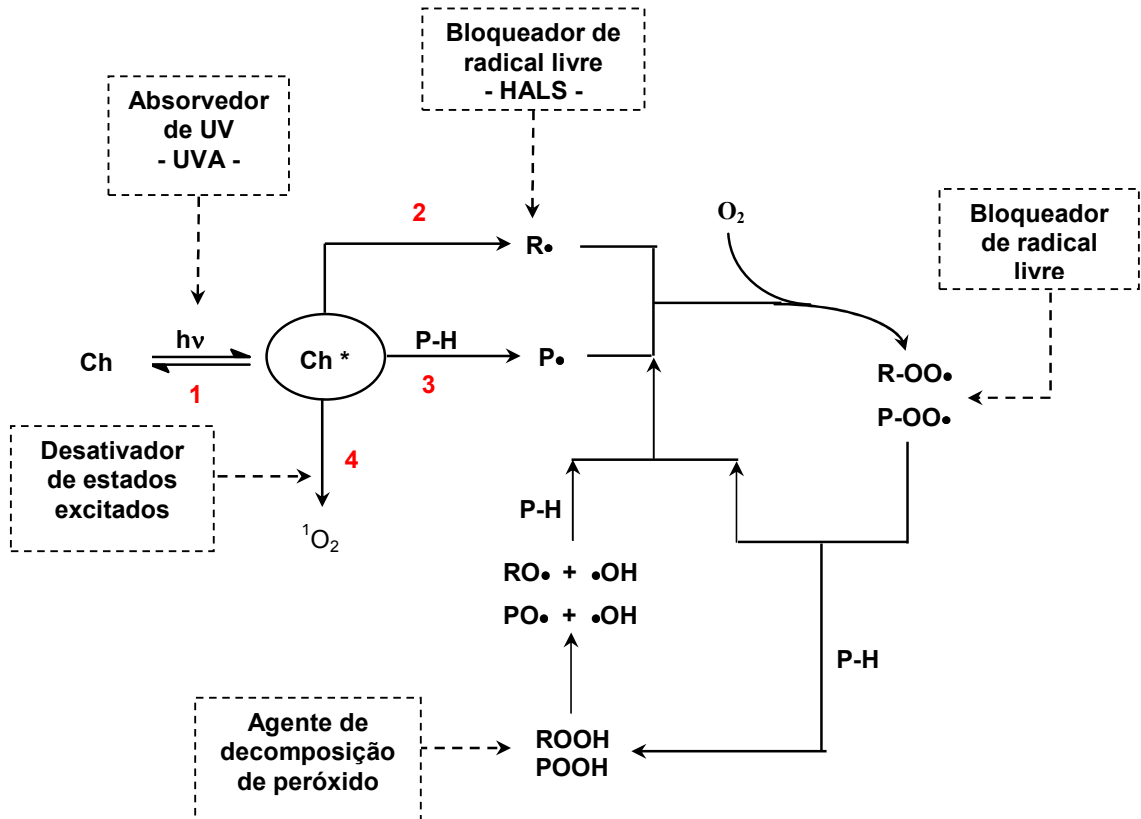 Bloqueador de
radical livre
- HALS -
Absorvedor
de UV
- UVA -
2
O₂
Bloqueador
de radical
livre
R•
hν
Ch
Ch *
P-H
P•
1
3
R-OO•
P-OO•
Desativador
de estados
excitados
4
¹O₂
P-H
RO• + •OH
PO• + •OH
P-H
Agente de
decomposição
de peróxido
ROOH
POOH